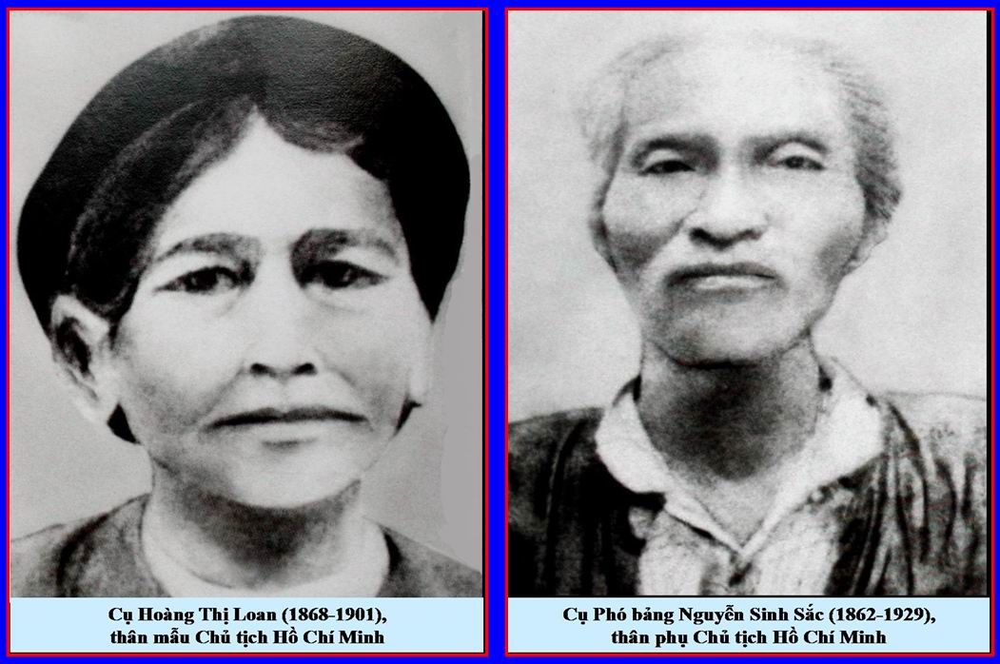 Cụ Hoàng Thị Loan (1868-1901),
thân mẫu Chủ tịch Hồ Chí Minh
Cụ Phó bảng Nguyễn Sinh Sắc (1862-1929),
thân phụ Chủ tịch Hồ Chí Minh